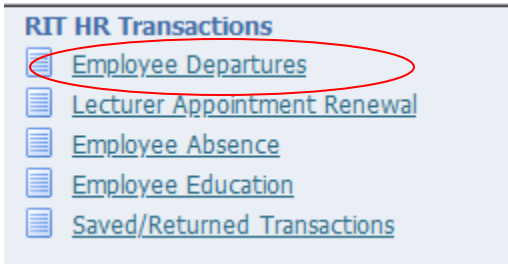 RIT HR Transactions
Employee Departures
Lecturer Appointment Renewal
Employee Absence
Employee Education
Saved/Returned Transactions